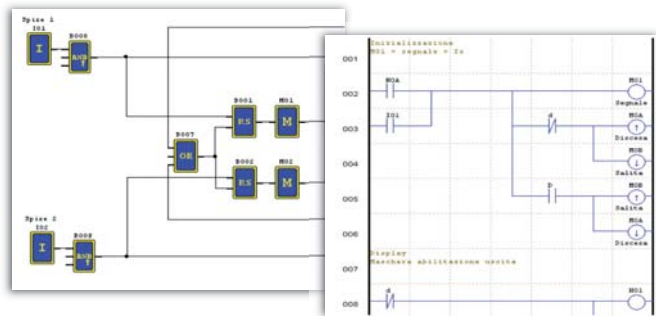 Spira 1
I01
I
B006
AND
B001
M01
RS
M
B007
OR
B002
M02
RS
M
Spira 2
I02
I
B008
AND
Inizializzazione
M01 = segnale + Is
001
002
M0A
M01
Segnale
003
I01
d
M0A
Discesa
004
M0B
Salita
005
D
M0B
Salita
006
M0A
Discesa
007
Display
Maschera abilitazione uscite
008
d
M01